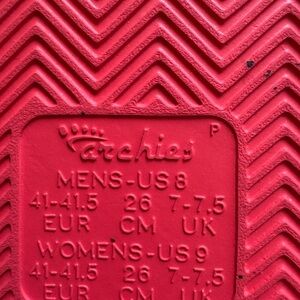 P
archies
MENS-US 8
41-41.5 26 7-7.5
EUR CM UK
WOMENS-US 9
41-41.5 26 7-7.5
EUR CM UK